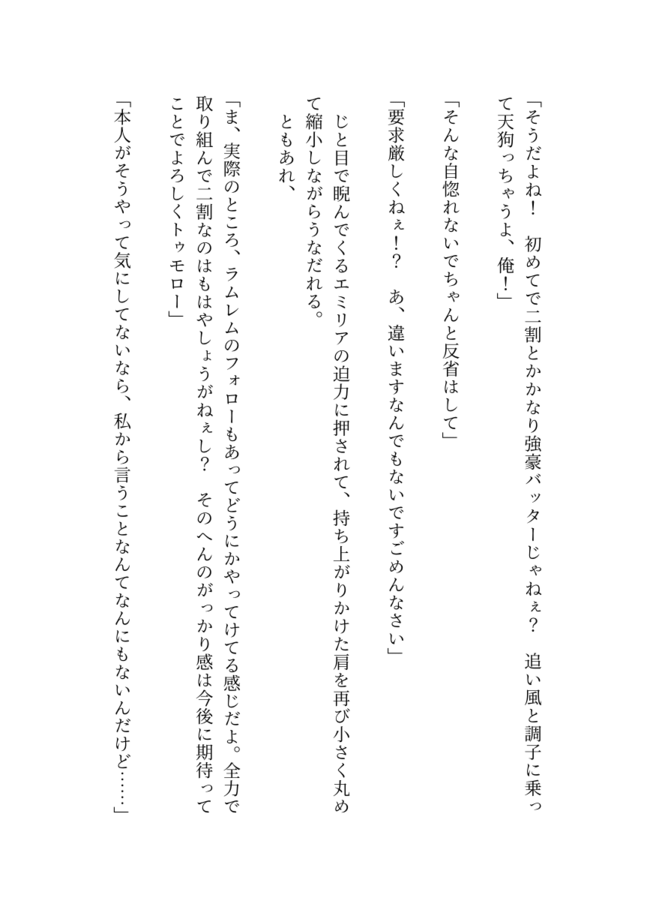 「そうだよね！　初めてで二割とかかなり強豪バッターじゃねぇ？　追い風と調子に乗っ
て天狗っちゃうよ、俺！」
「そんな自惚れないでちゃんと反省はして」
「要求厳しくねぇ！？　あ、違いますなんでもないですごめんなさい」
　じと目で睨んでくるエミリアの迫力に押されて、持ち上がりかけた肩を再び小さく丸め
て縮小しながらうなだれる。
　ともあれ、
「ま、実際のところ、ラムレムのフォローもあってどうにかやってけてる感じだよ。全力で
取り組んで二割なのはもはやしょうがねぇし？　そのへんのがっかり感は今後に期待って
ことでよろしくトゥモロー」
「本人がそうやって気にしてないなら、私から言うことなんてなんにもないんだけど……」